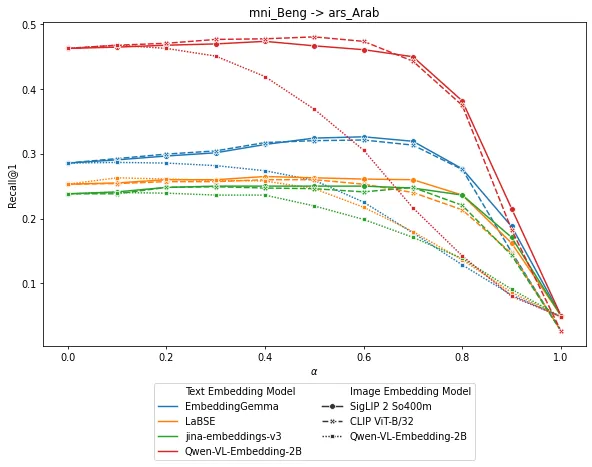 mni_Beng -> ars_Arab
Recall@1
0.5
0.4
0.3
0.2
0.1
0.0 0.2 0.4 0.6 0.8 1.0
α
Text Embedding Model Image Embedding Model
EmbeddingGemma SigLIP 2 So400m
LaBSE CLIP ViT-B/32
jina-embeddings-v3 Qwen-VL-Embedding-2B
Qwen-VL-Embedding-2B